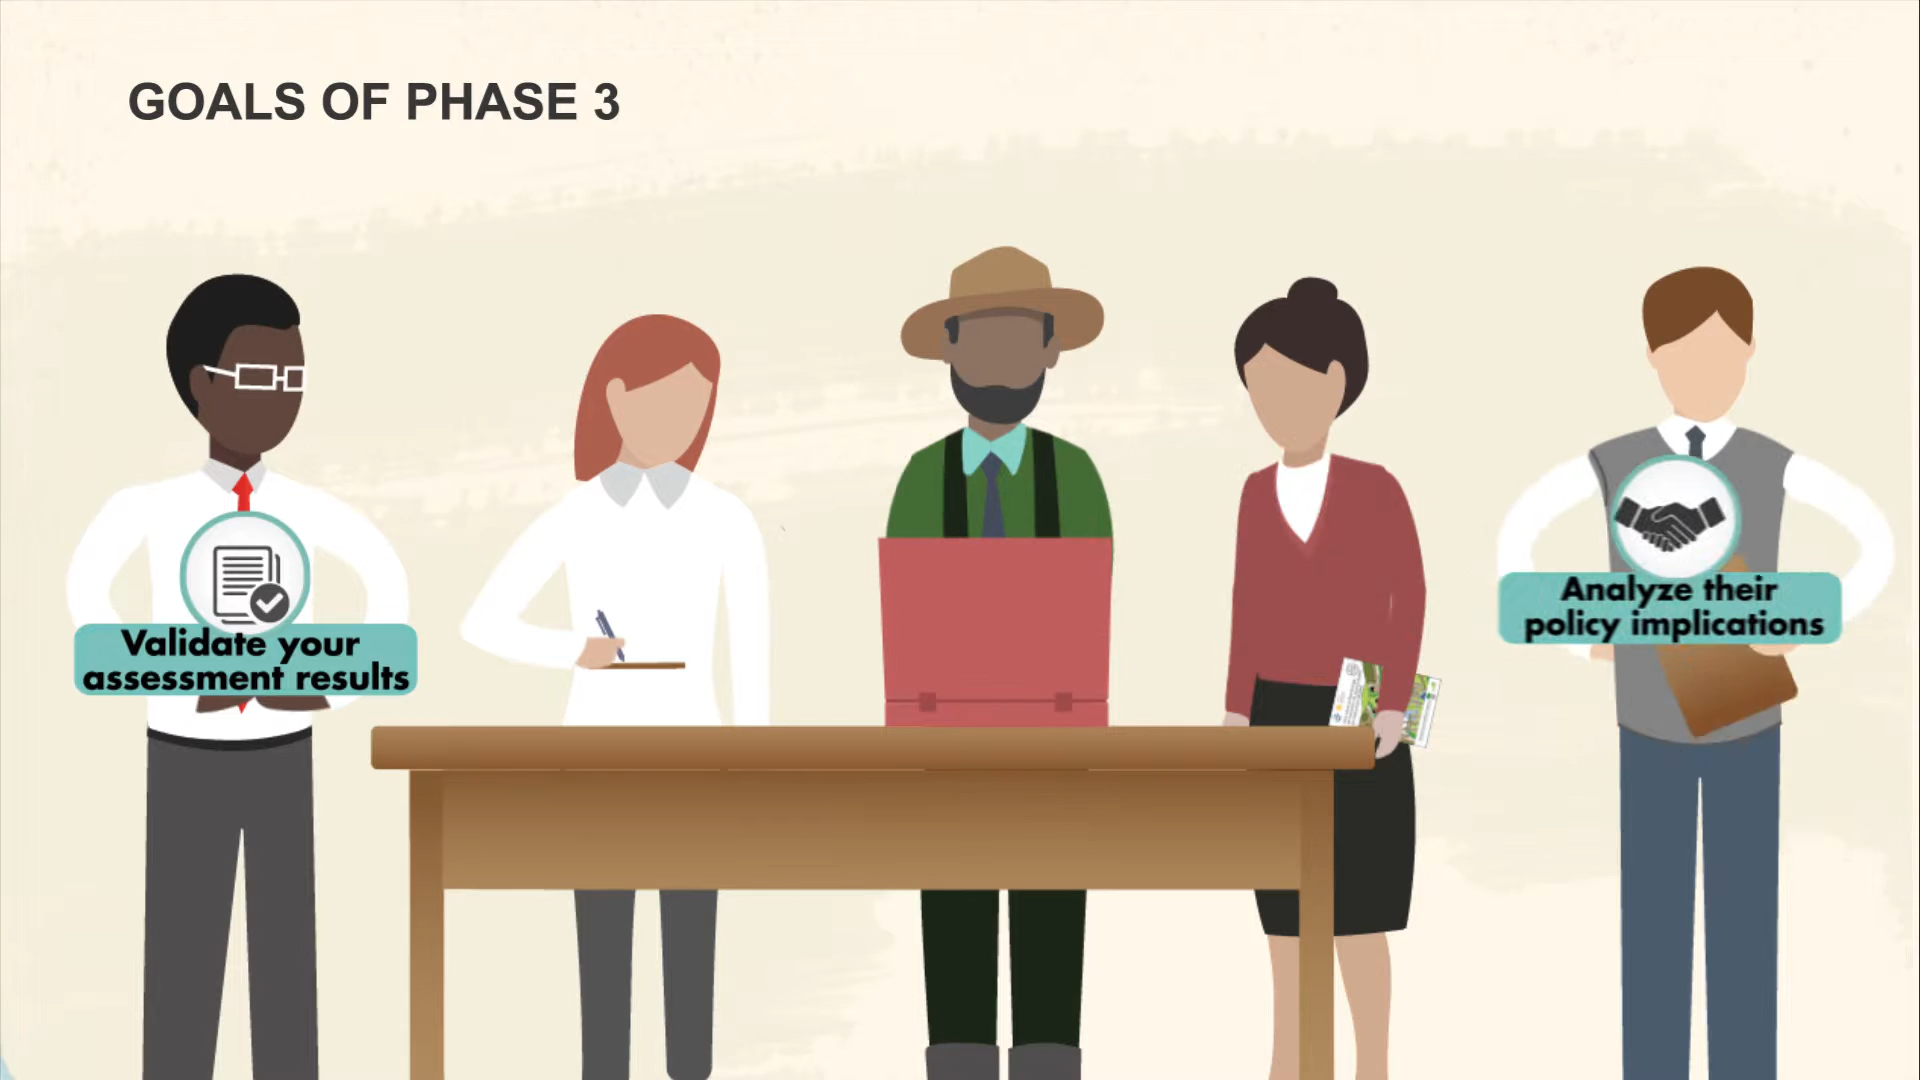 GOALS OF PHASE 3
Validate your
assessment results
Analyze their
policy implications